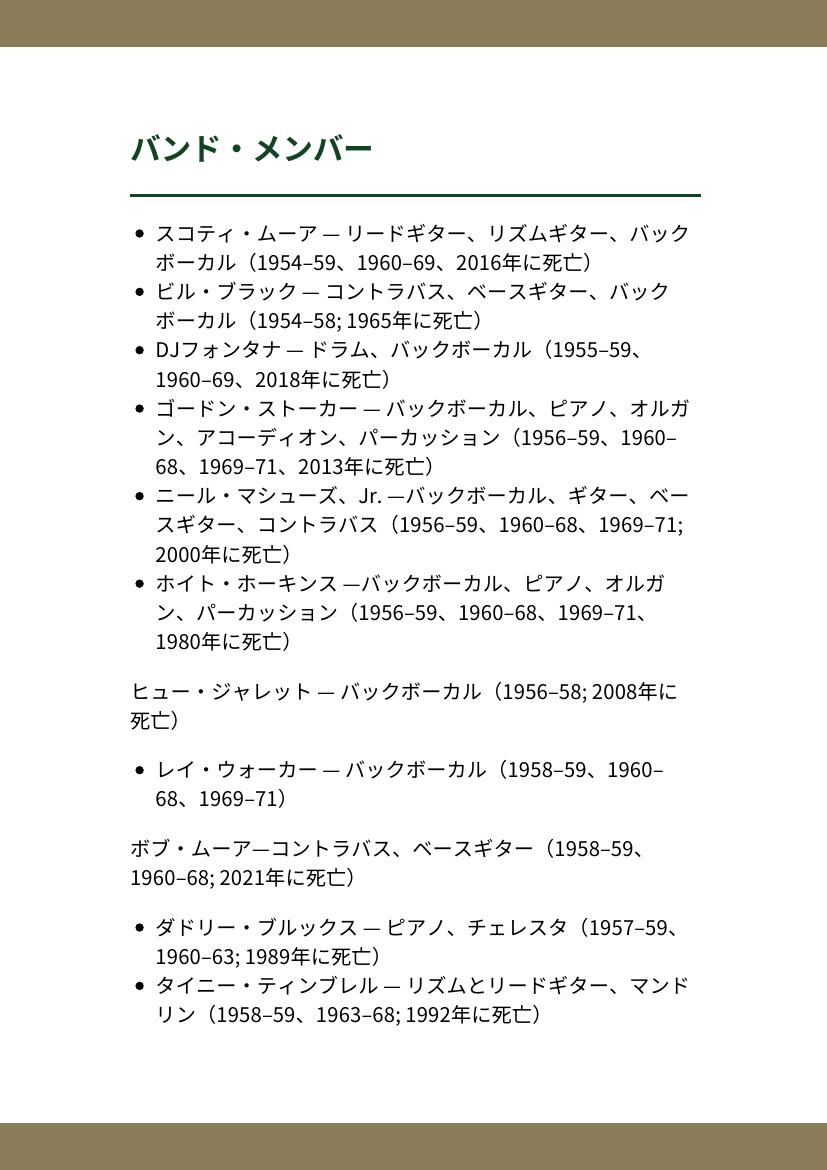 バンド・メンバー
• スコティ・ムーア — リードギター、リズムギター、バック
ボーカル（1954–59、1960–69、2016年に死亡）
• ビル・ブラック — コントラバス、ベースギター、バック
ボーカル（1954–58; 1965年に死亡）
• DJフォンタナ — ドラム、バックボーカル（1955–59、
1960–69、2018年に死亡）
• ゴードン・ストーカー — バックボーカル、ピアノ、オルガ
ン、アコーディオン、パーカッション（1956–59、1960–
68、1969–71、2013年に死亡）
• ニール・マシューズ、Jr. —バックボーカル、ギター、ベー
スギター、コントラバス（1956–59、1960–68、1969–71;
2000年に死亡）
• ホイト・ホーキンス —バックボーカル、ピアノ、オルガ
ン、パーカッション（1956–59、1960–68、1969–71、
1980年に死亡）
ヒュー・ジャレット — バックボーカル（1956–58; 2008年に
死亡）
• レイ・ウォーカー — バックボーカル（1958–59、1960–
68、1969–71）
ボブ・ムーア—コントラバス、ベースギター（1958–59、
1960–68; 2021年に死亡）
• ダドリー・ブルックス — ピアノ、チェレスタ（1957–59、
1960–63; 1989年に死亡）
• タイニー・ティンブレル — リズムとリードギター、マンド
リン（1958–59、1963–68; 1992年に死亡）